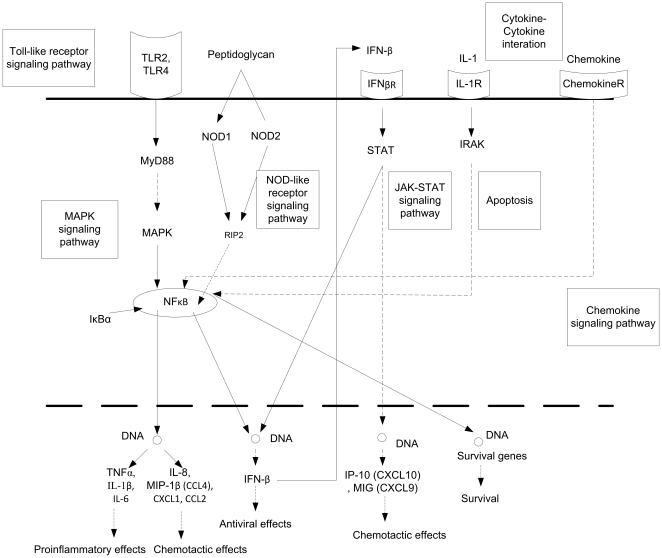 Toll-like receptor
signaling pathway
TLR2,
TLR4
Peptidoglycan
IFN-β
IL-1
Cytokine-
Cytokine
interation
Chemokine
IFNβR
IL-1R
ChemokineR
NOD1
NOD2
MyD88
STAT
IRAK
NOD-like
receptor
signaling
pathway
JAK-STAT
signaling
pathway
Apoptosis
MAPK
signaling
pathway
MAPK
RIP2
NFκB
IκBα
Chemokine
signaling pathway
DNA
DNA
DNA
DNA
Survival genes
TNFα,
IL-1β,
IL-6
IL-8,
MIP-1β (CCL4),
CXCL1, CCL2
IFN-β
IP-10 (CXCL10)
, MIG (CXCL9)
Survival
Antiviral effects
Chemotactic effects
Proinflammatory effects
Chemotactic effects